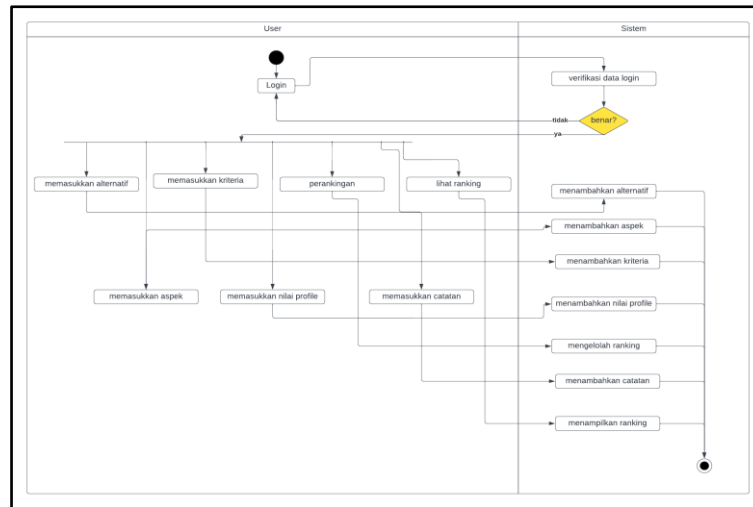 User
Sistem
Login
verifikasi data login
tidak
benar?
ya
memasukkan alternatif
memasukkan kriteria
perankingan
lihat ranking
menambahkan alternatif
menambahkan aspek
menambahkan kriteria
memasukkan aspek
memasukkan nilai profile
memasukkan catatan
menambahkan nilai profile
mengelolah ranking
menambahkan catatan
menampilkan ranking